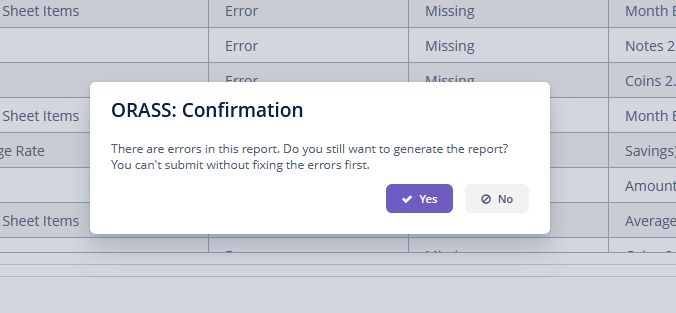 Sheet Items Error Missing Month
Error Missing Notes 2
Error Missing Coins 2.
ORASS: Confirmation
There are errors in this report. Do you still want to generate the report?
You can't submit without fixing the errors first.
Yes No
Sheet Items Month
ge Rate Savings)
Amount
Sheet Items Average